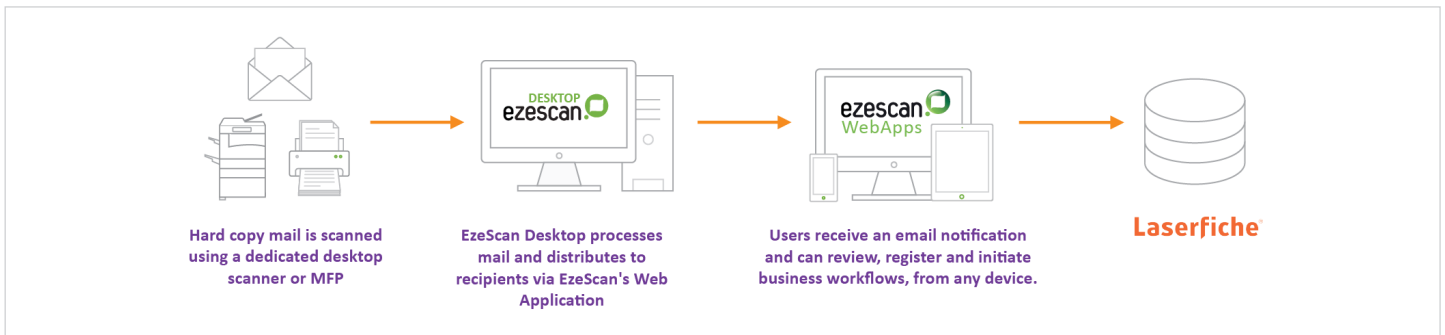 DESKTOP
ezescan
ezescan
WebApps
Laserfiche
Hard copy mail is scanned
using a dedicated desktop
scanner or MFP
EzeScan Desktop processes
mail and distributes to
recipients via EzeScan's Web
Application
Users receive an email notification
and can review, register and initiate
business workflows, from any device.